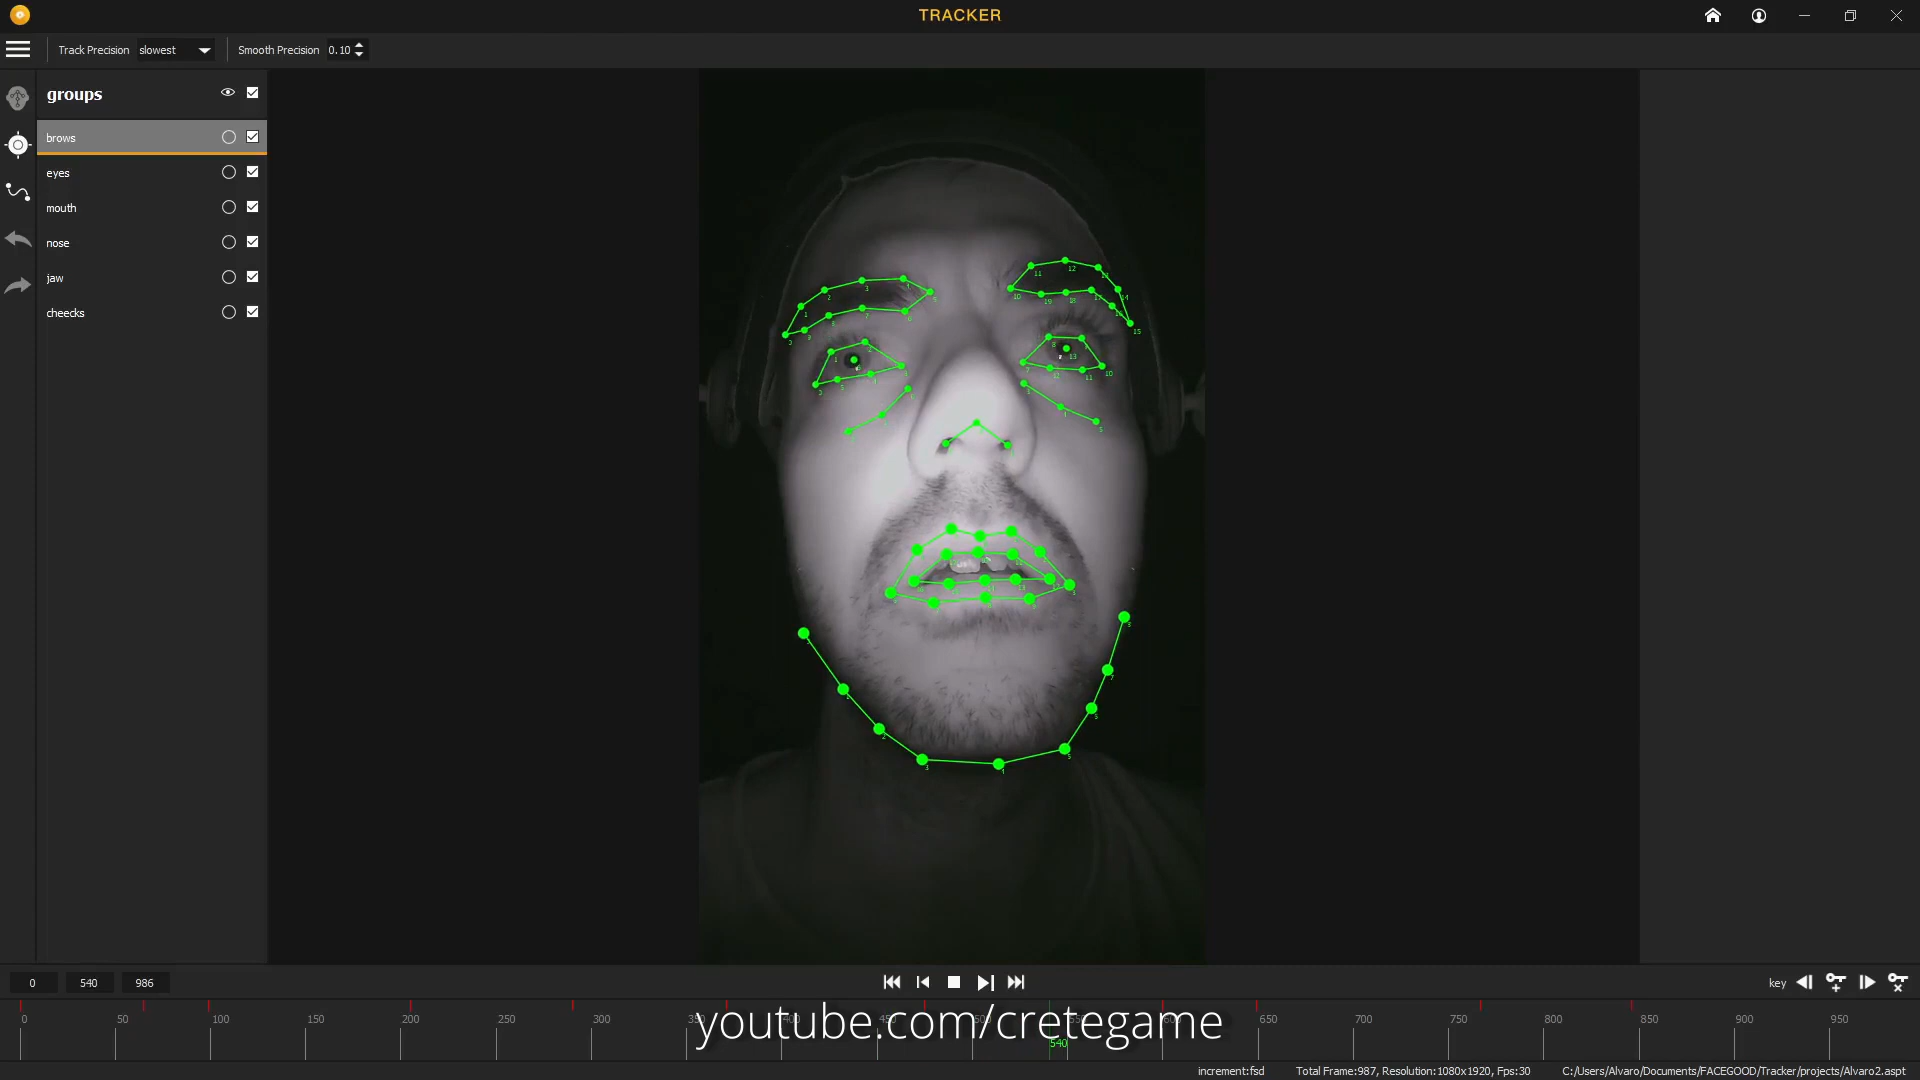 TRACKER
Track Precision slowest Smooth Precision 0.10
groups
brows
eyes
mouth
nose
jaw
cheecks
0 540 986
key
0 50 100 150 200 250 300 650 700 750 800 850 900 950
youtube.com/cretegame
540
increment:fsd Total Frame:987, Resolution:1080x1920, Fps:30 C:/Users/Alvaro/Documents/FACEGOOD/Tracker/projects/Alvaro2.aspt